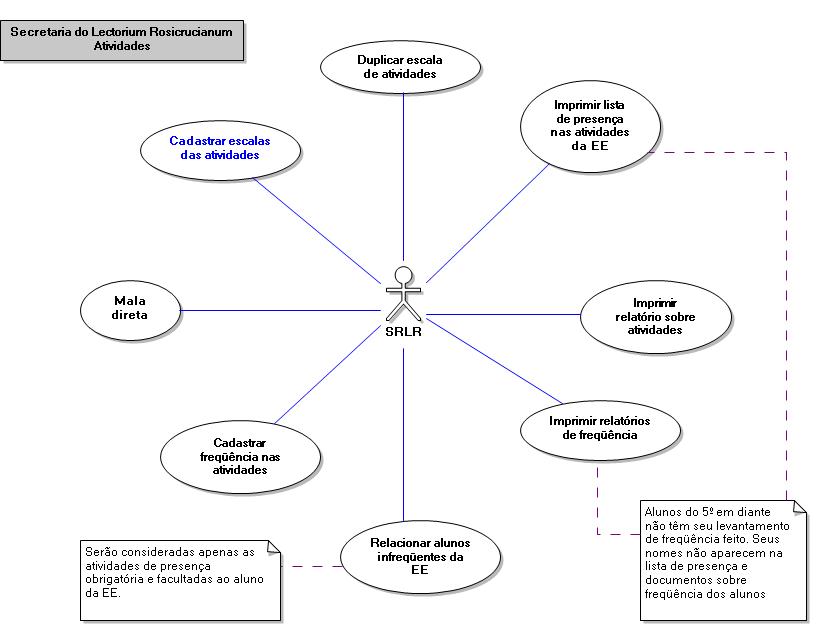 Secretaria do Lectorium Rosicrucianum
Atividades
Duplicar escala
de atividades
Imprimir lista
de presença
nas atividades
da EE
Cadastrar escalas
das atividades
Mala
direta
SRLR
Imprimir
relatório sobre
atividades
Imprimir relatórios
de freqüência
Cadastrar
freqüência nas
atividades
Relacionar alunos
infreqüentes da
EE
Serão consideradas apenas as
atividades de presença
obrigatória e facultadas ao aluno
da EE.
Alunos do 5º em diante
não têm seu levantamento
de freqüência feito. Seus
nomes não aparecem na
lista de presença e
documentos sobre
freqüência dos alunos